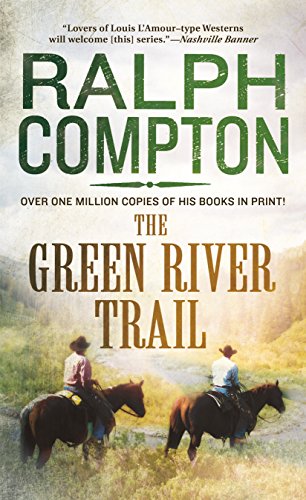 "Lovers of Louis L'Amour–type Westerns
will welcome [this] series."—Nashville Banner
RALPH
COMPTON
OVER ONE MILLION COPIES OF HIS BOOKS IN PRINT!
THE
GREEN RIVER
TRAIL